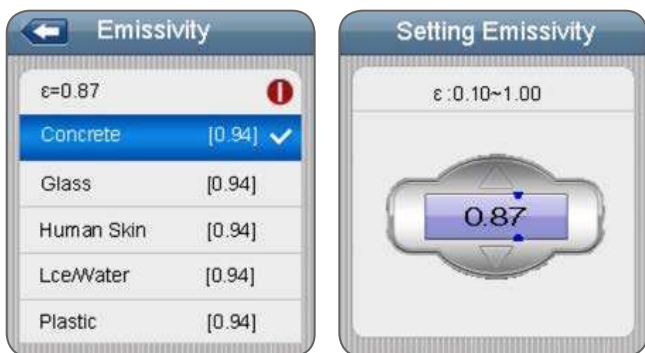 Emissivity
ε=0.87
Concrete [0.94]
Glass [0.94]
Human Skin [0.94]
Lce/Water [0.94]
Plastic [0.94]
Setting Emissivity
ε:0.10~1.00
0.87